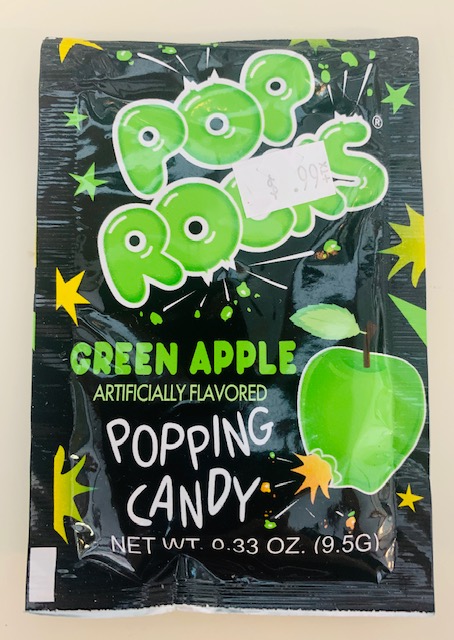 POP
ROCKS®
$ .99
GREEN APPLE
ARTIFICIALLY FLAVORED
POPPING
CANDY
NET WT. 0.33 OZ. (9.5G)